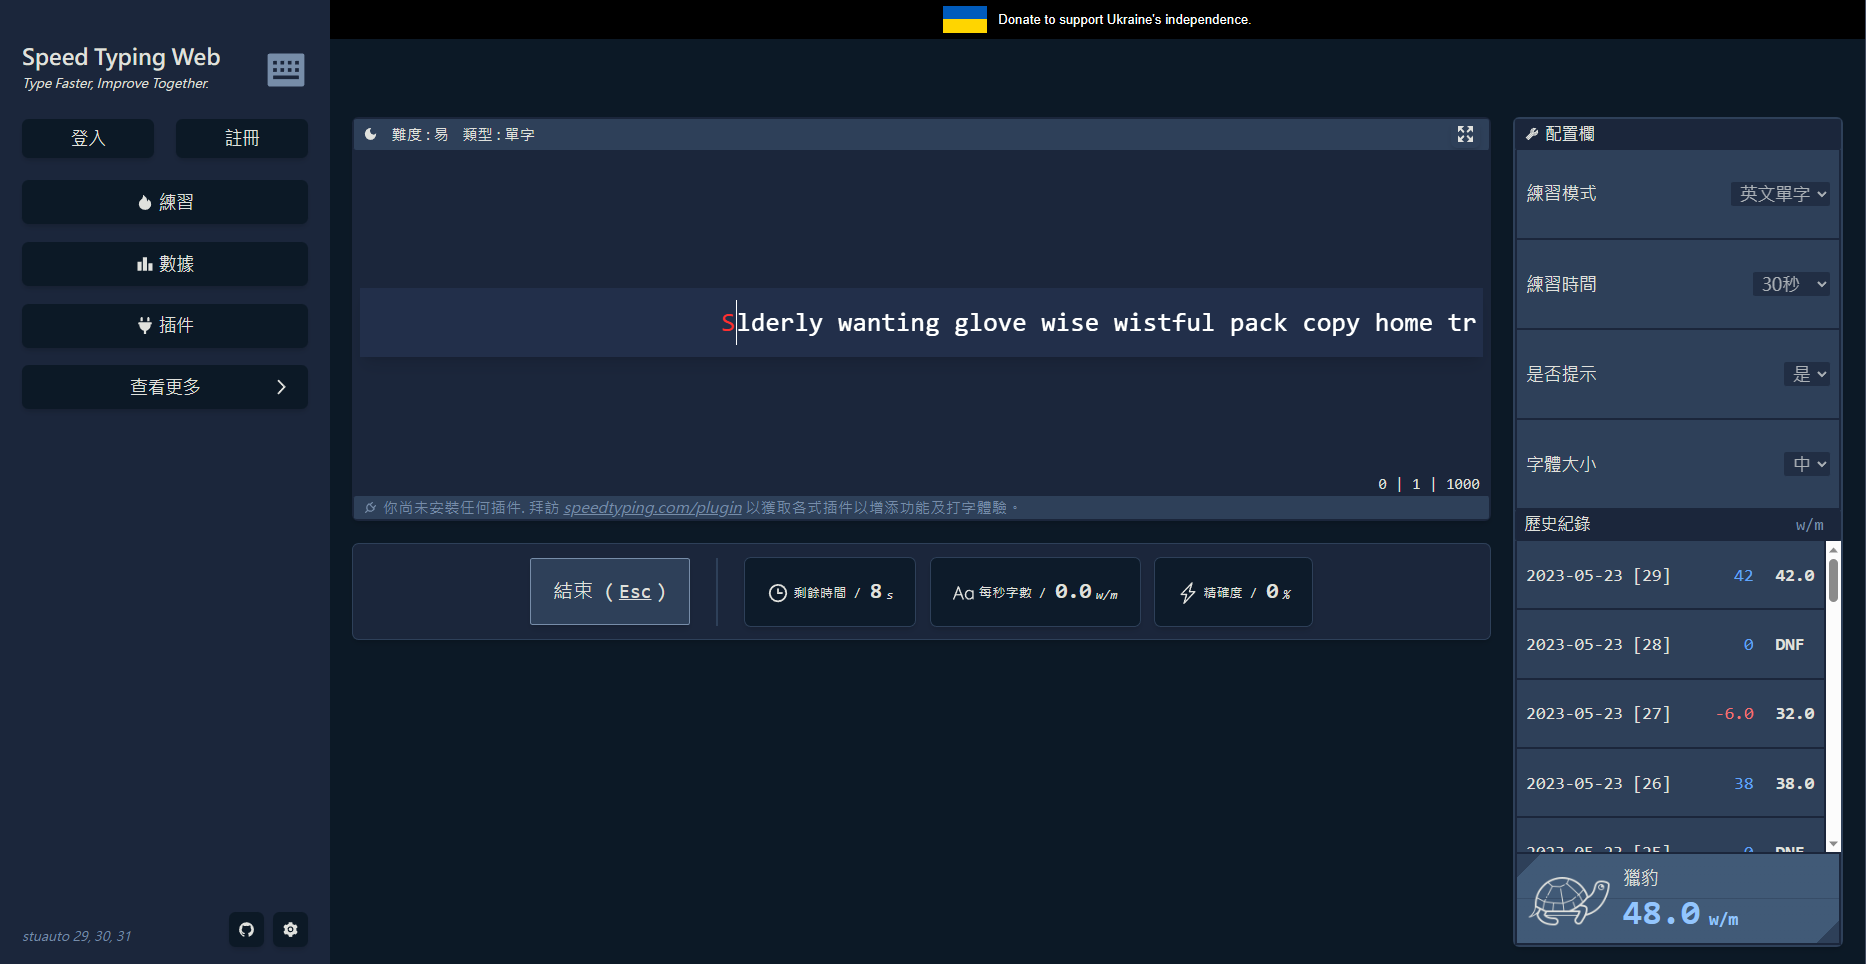 Donate to support Ukraine's independence.
Speed Typing Web
Type Faster, Improve Together.
登入
註冊
練習
數據
插件
查看更多
stuauto 29, 30, 31
難度 : 易 類型 : 單字
Slderly wanting glove wise wistful pack copy home tr
0 | 1 | 1000
你尚未安裝任何插件. 拜訪 speedtyping.com/plugin 以獲取各式插件以增添功能及打字體驗。
結束 ( Esc )
剩餘時間 / 8 s
Aa 每秒字數 / 0.0 w/m
精確度 / 0 %
配置欄
練習模式 英文單字
練習時間 30秒
是否提示 是
字體大小 中
歷史紀錄 w/m
2023-05-23 [29] 42 42.0
2023-05-23 [28] 0 DNF
2023-05-23 [27] -6.0 32.0
2023-05-23 [26] 38 38.0
2023-05-23 [25] 0 DNF
獵豹
48.0 w/m